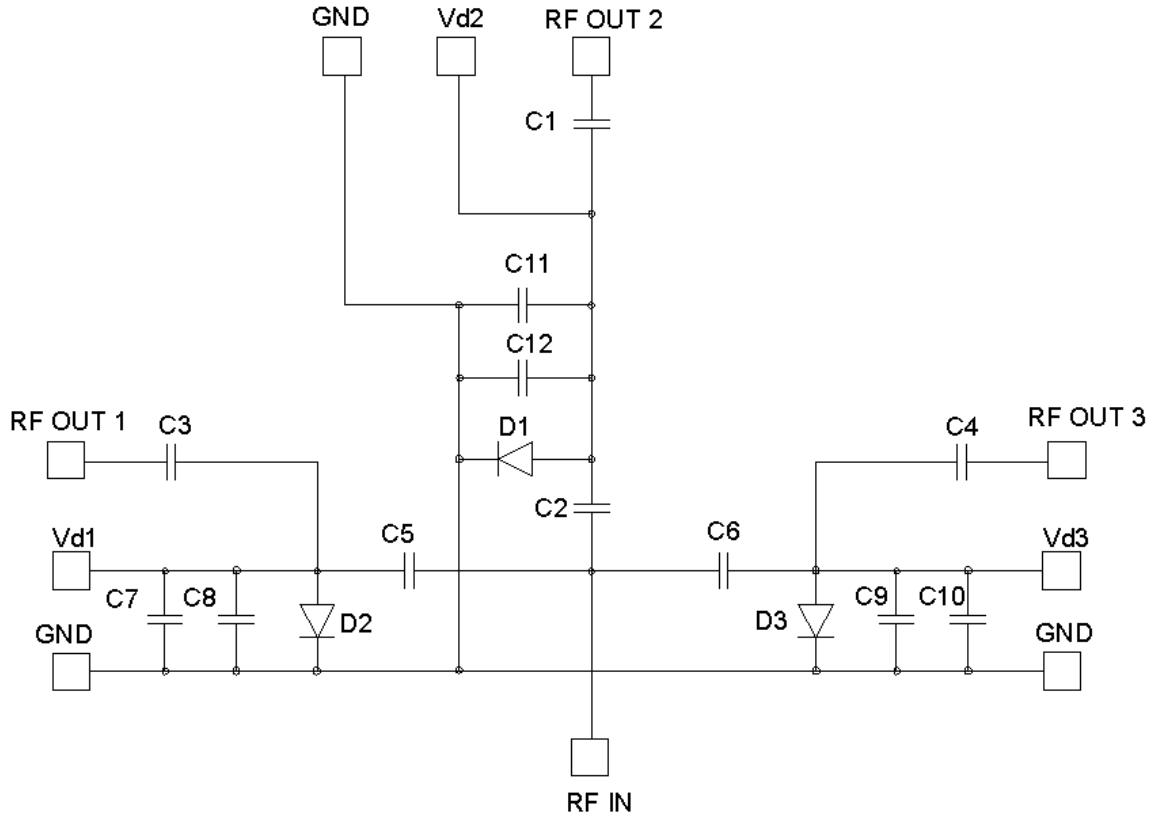 GND
Vd2
RF OUT 2
C1
C11
C12
RF OUT 1
C3
D1
C4
RF OUT 3
C2
Vd1
C5
C6
Vd3
C7
C8
D2
D3
C9
C10
GND
GND
RF IN